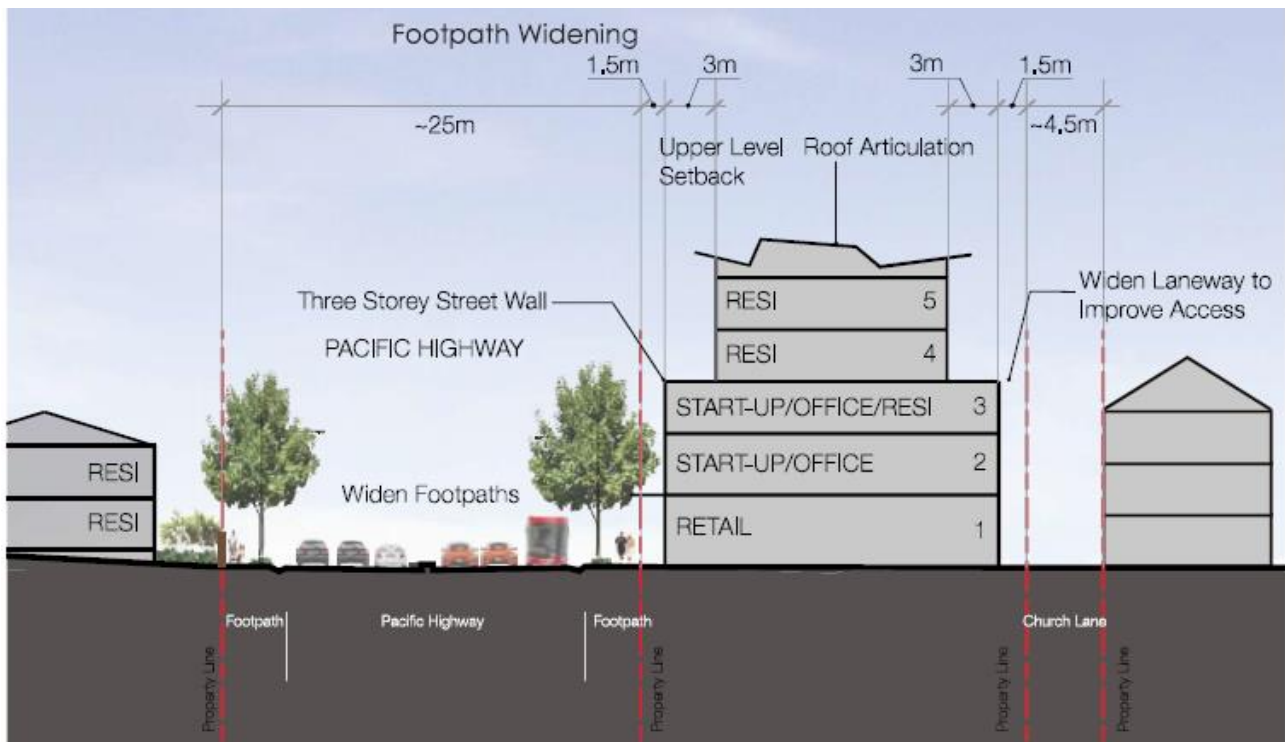 Footpath Widening
1.5m
3m
3m
1.5m
~25m
~4.5m
Upper Level
Setback
Roof Articulation
Widen Laneway to
Improve Access
Three Storey Street Wall
PACIFIC HIGHWAY
RESI 5
RESI 4
START-UP/OFFICE/RESI 3
START-UP/OFFICE 2
RETAIL 1
RESI
RESI
Widen Footpaths
Footpath
Pacific Highway
Footpath
Church Lane
Property Line
Property Line
Property Line
Property Line